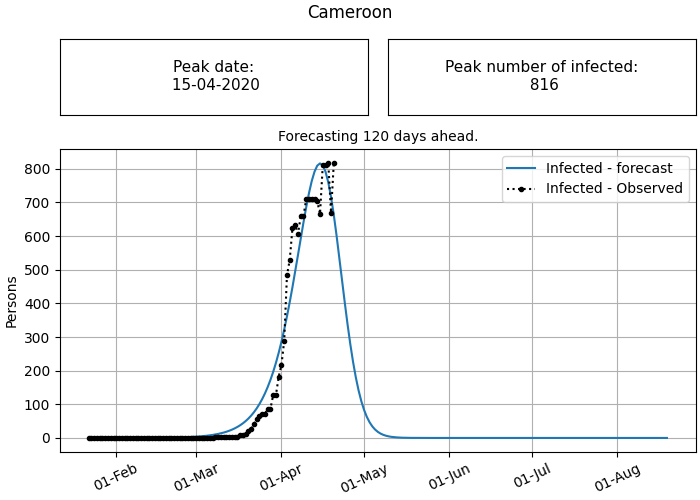 Cameroon
Peak date:
15-04-2020
Peak number of infected:
816
Forecasting 120 days ahead.
Infected - forecast
Infected - Observed
Persons
800
700
600
500
400
300
200
100
0
01-Feb
01-Mar
01-Apr
01-May
01-Jun
01-Jul
01-Aug